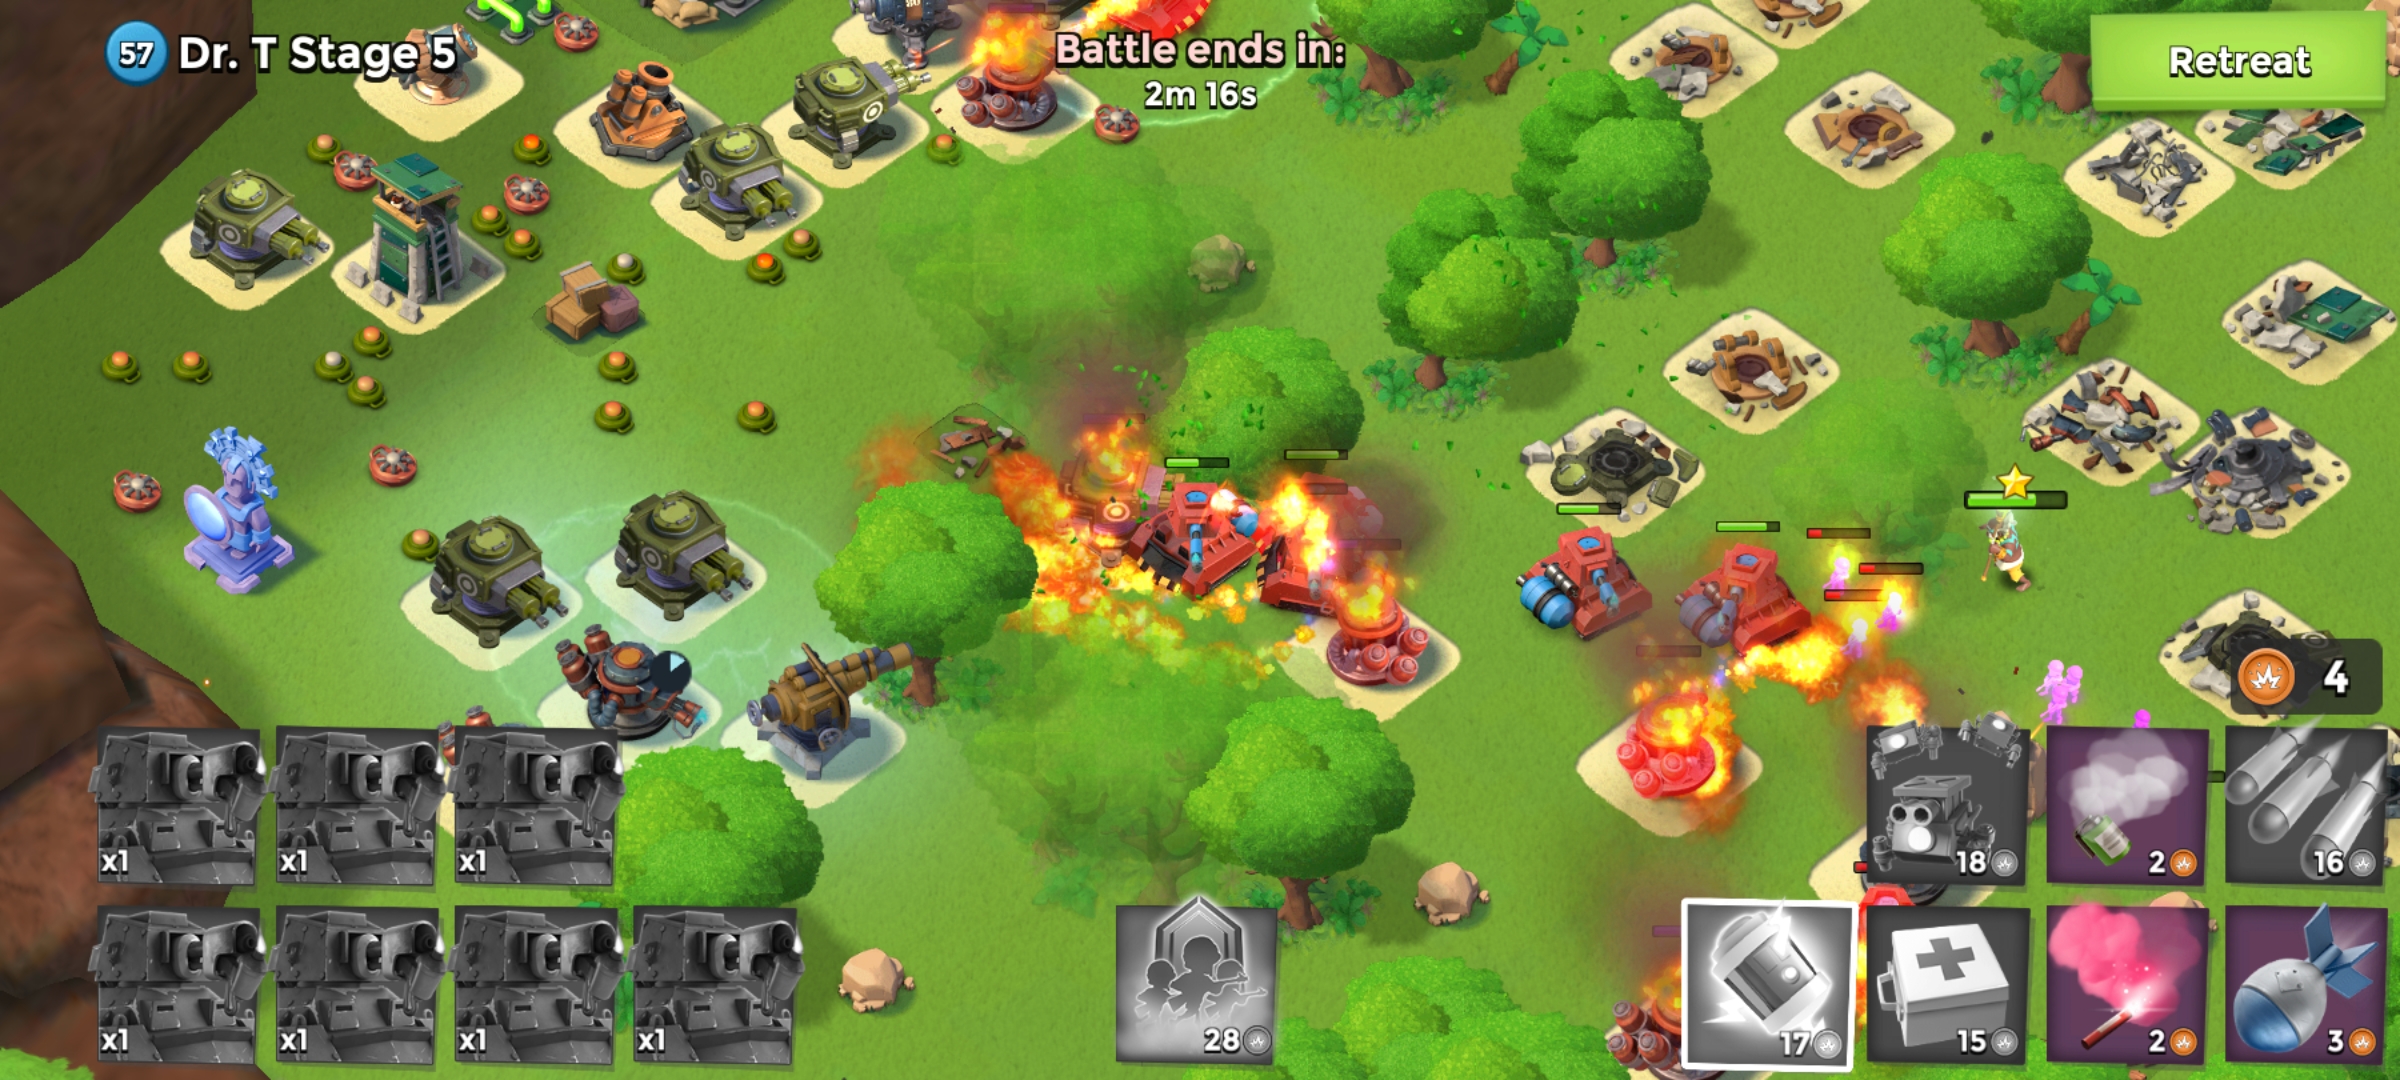 57 Dr. T Stage 5
Battle ends in:
2m 16s
Retreat
4
x1 x1 x1
18 2 16
x1 x1 x1 x1
28 17 15 2 3